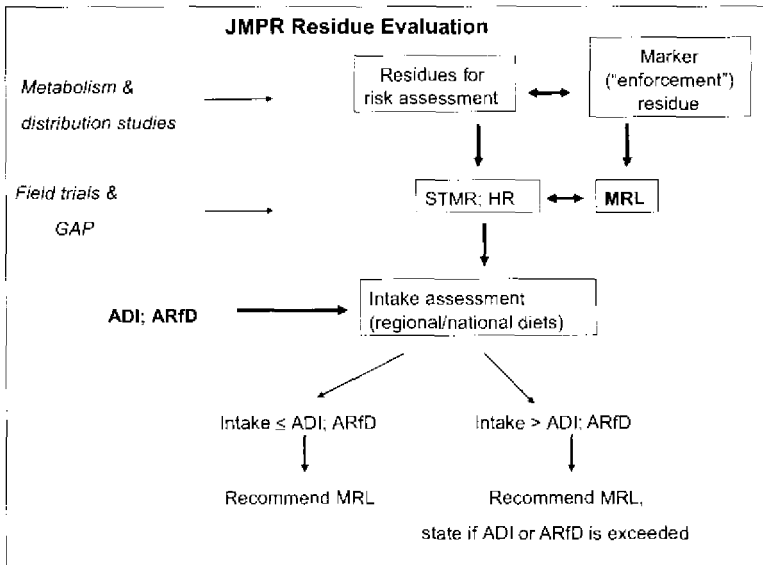 JMPR Residue Evaluation
Metabolism &
distribution studies
Residues for
risk assessment
Marker
("enforcement")
residue
Field trials &
GAP
STMR; HR
MRL
ADI; ARfD
Intake assessment
(regional/national diets)
Intake ≤ ADI; ARfD
Intake > ADI; ARfD
Recommend MRL
Recommend MRL,
state if ADI or ARfD is exceeded